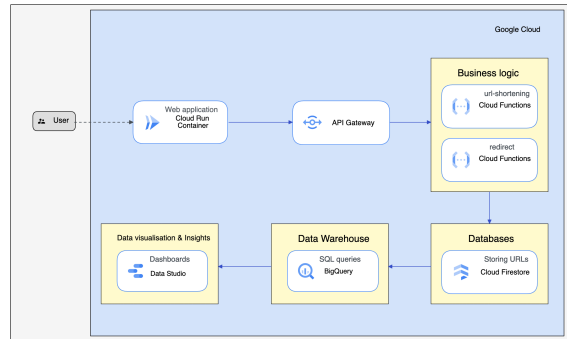 Google Cloud
Business logic
url-shortening
Cloud Functions
redirect
Cloud Functions
User
Web application
Cloud Run
Container
API Gateway
Data visualisation & Insights
Dashboards
Data Studio
Data Warehouse
SQL queries
BigQuery
Databases
Storing URLs
Cloud Firestore